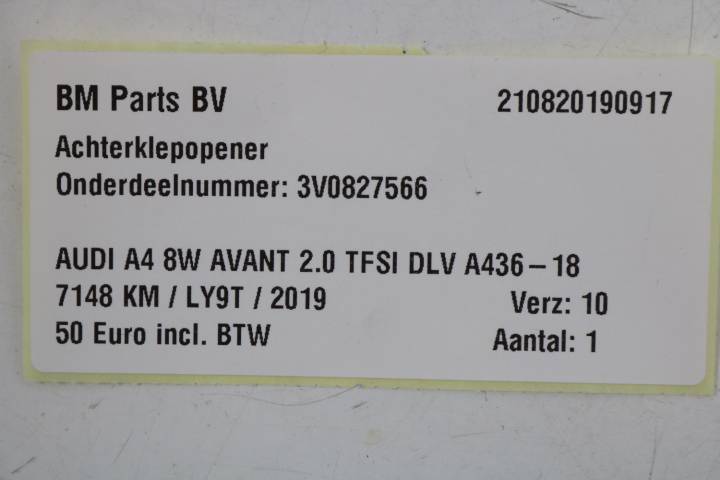 BM Parts BV 210820190917
Achterklepopener
Onderdeelnummer: 3V0827566
AUDI A4 8W AVANT 2.0 TFSI DLV A436-18
7148 KM / LY9T / 2019 Verz: 10
50 Euro incl. BTW Aantal: 1